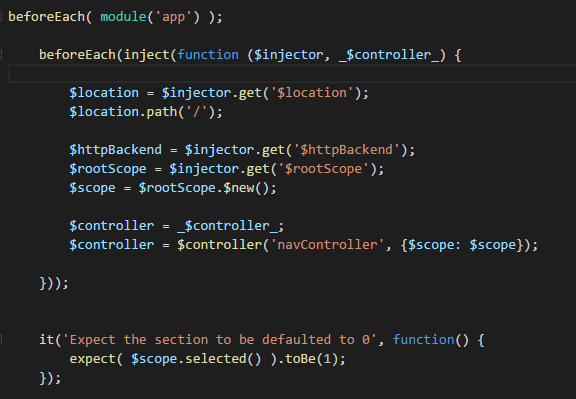 beforeEach( module('app') );
beforeEach(inject(function ($injector, _$controller_) {
$location = $injector.get('$location');
$location.path('/');
$httpBackend = $injector.get('$httpBackend');
$rootScope = $injector.get('$rootScope');
$scope = $rootScope.$new();
$controller = _$controller_;
$controller = $controller('navController', {$scope: $scope});
}));
it('Expect the section to be defaulted to 0', function() {
expect( $scope.selected() ).toBe(1);
});